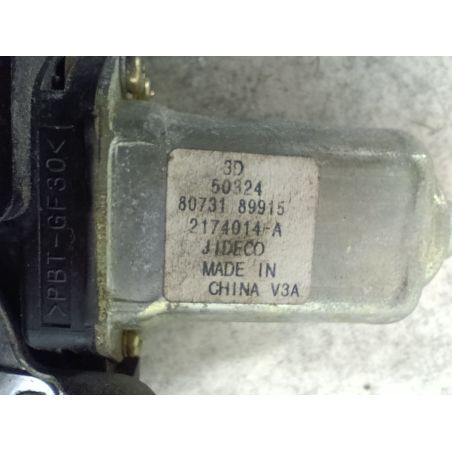 3D
50324
80731 89915
2174014-A
JIDECO
MADE IN
CHINA V3A
>PBT-GF30<